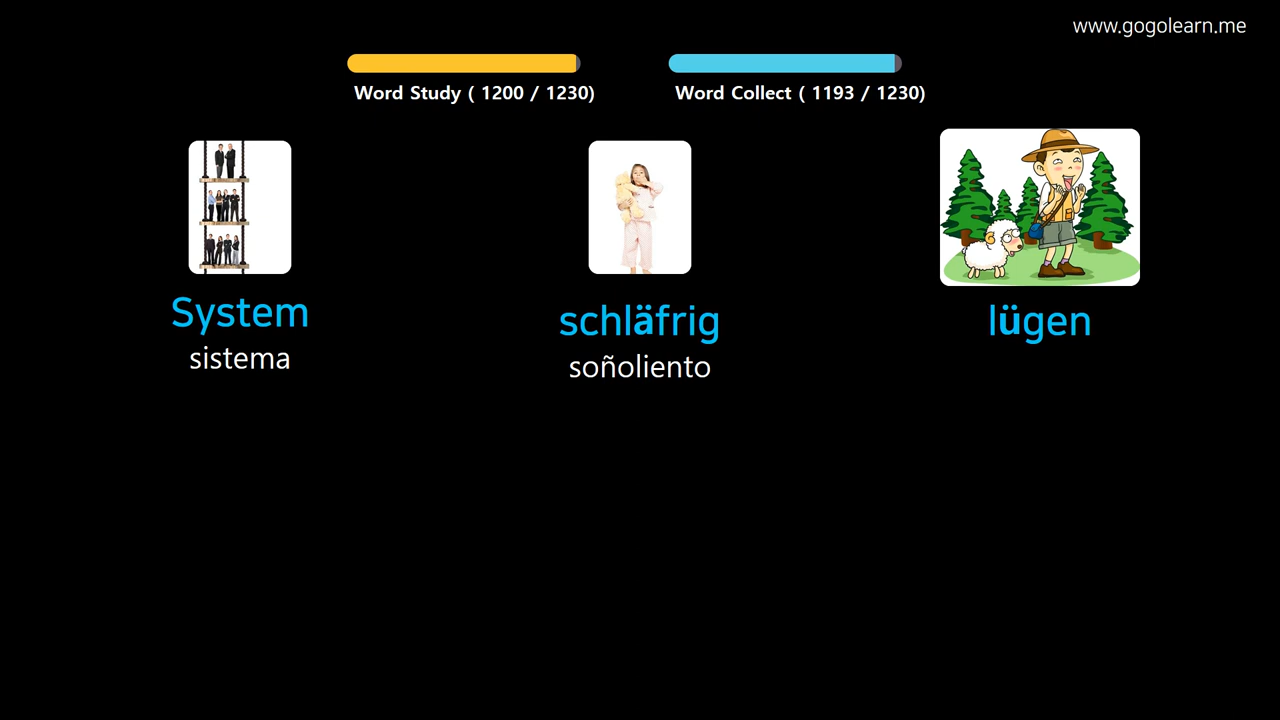 www.gogolearn.me
Word Study ( 1200 / 1230)
Word Collect ( 1193 / 1230)
System
sistema
schläfrig
soñoliento
lügen